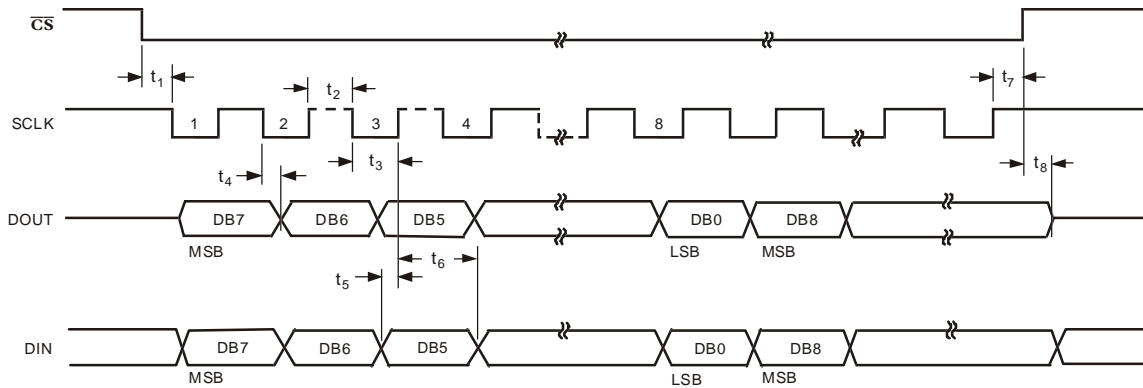 CS
t1 t2 t7
SCLK 1 2 3 4 8
t3
t4 t8
DOUT DB7 DB6 DB5 DB0 DB8
MSB LSB MSB
t6
t5
DIN DB7 DB6 DB5 DB0 DB8
MSB LSB MSB